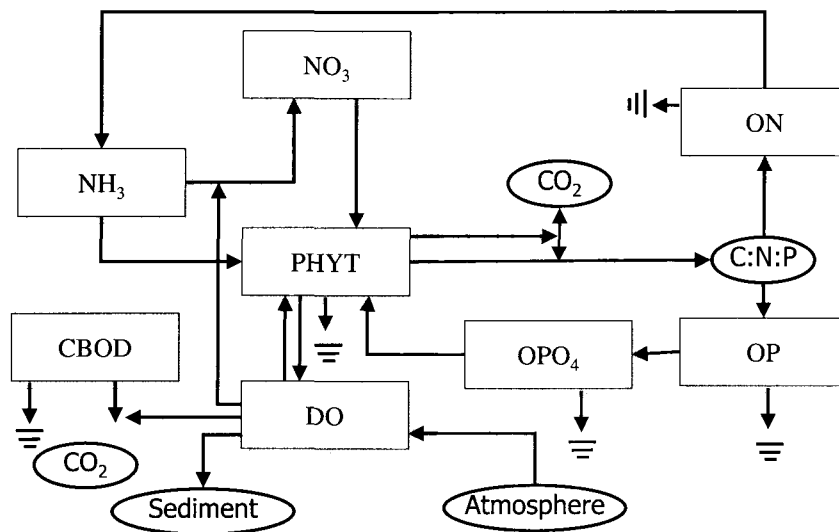 NO₃
ON
NH₃
CO₂
PHYT
C:N:P
CBOD
OPO₄
OP
DO
CO₂
Sediment
Atmosphere